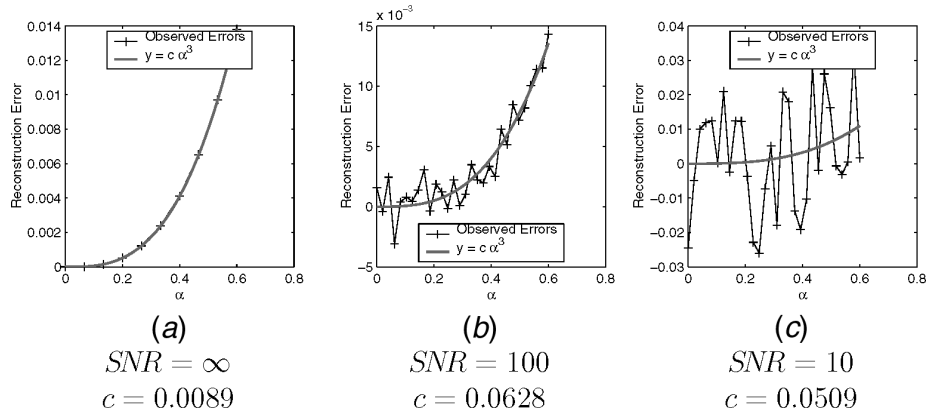 0.014
0.012
0.01
0.008
0.006
0.004
0.002
0
0 0.2 0.4 0.6 0.8
Reconstruction Error
α
Observed Errors
y = c α³
x 10⁻³
15
10
5
0
−5
0 0.2 0.4 0.6 0.8
Reconstruction Error
α
Observed Errors
y = c α³
0.04
0.03
0.02
0.01
0
−0.01
−0.02
−0.03
0 0.2 0.4 0.6 0.8
Reconstruction Error
α
Observed Errors
y = c α³
(a) (b) (c)
SNR = ∞ SNR = 100 SNR = 10
c = 0.0089 c = 0.0628 c = 0.0509